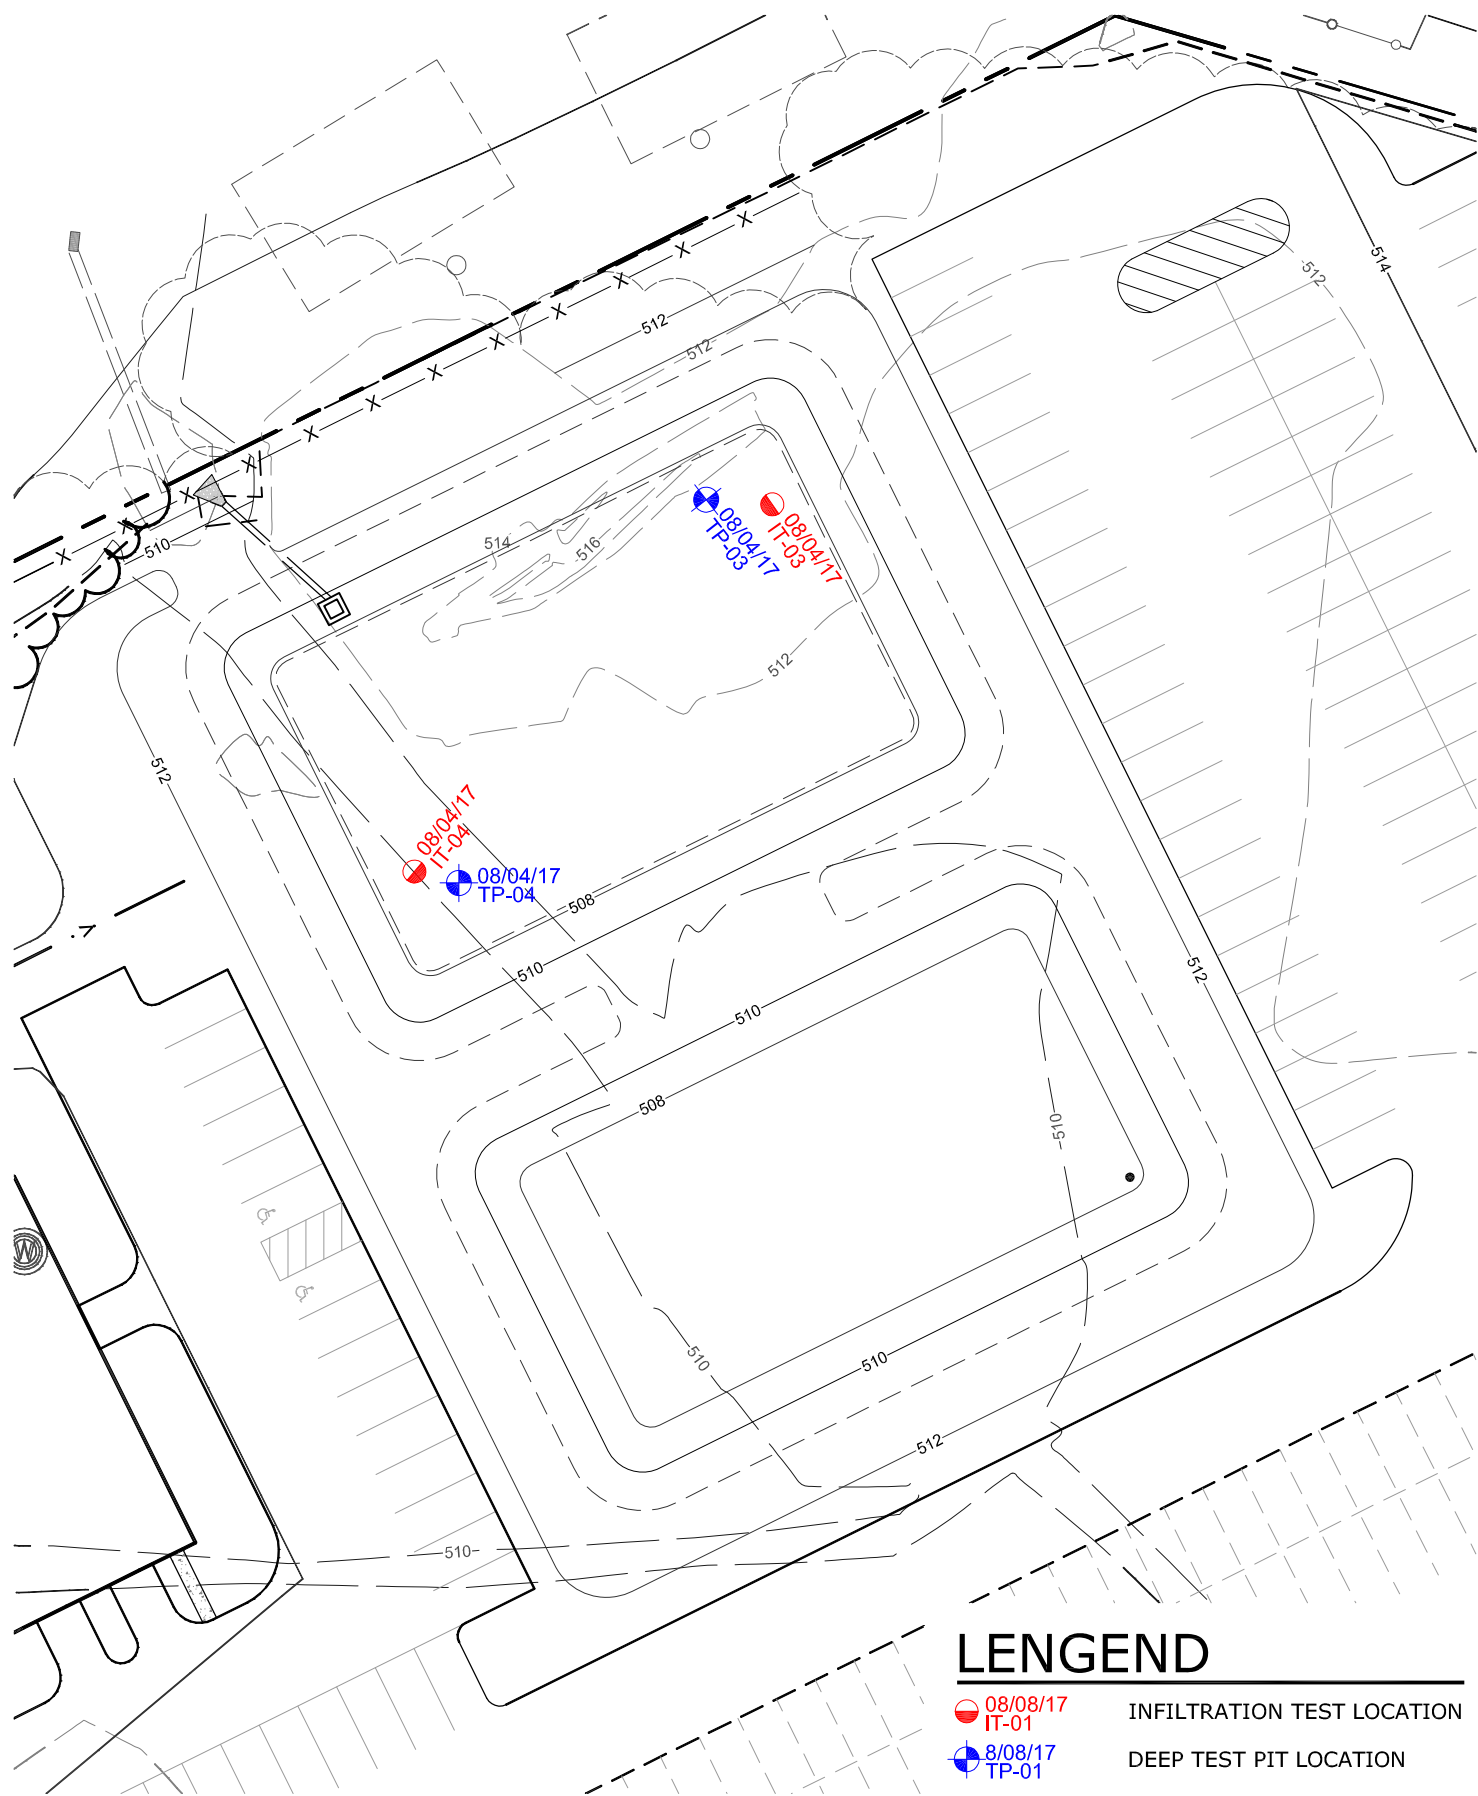 514
512
512
512
X
X
X
X
X
X
X
X
X
X
X
X
510
08/04/17
TP-03
08/04/17
IT-03
514
516
512
512
08/04/17
IT-04
08/04/17
TP-04
508
510
V.
512
510
508
510
W
510
510
512
510
LENGEND
08/08/17
IT-01
INFILTRATION TEST LOCATION
8/08/17
TP-01
DEEP TEST PIT LOCATION